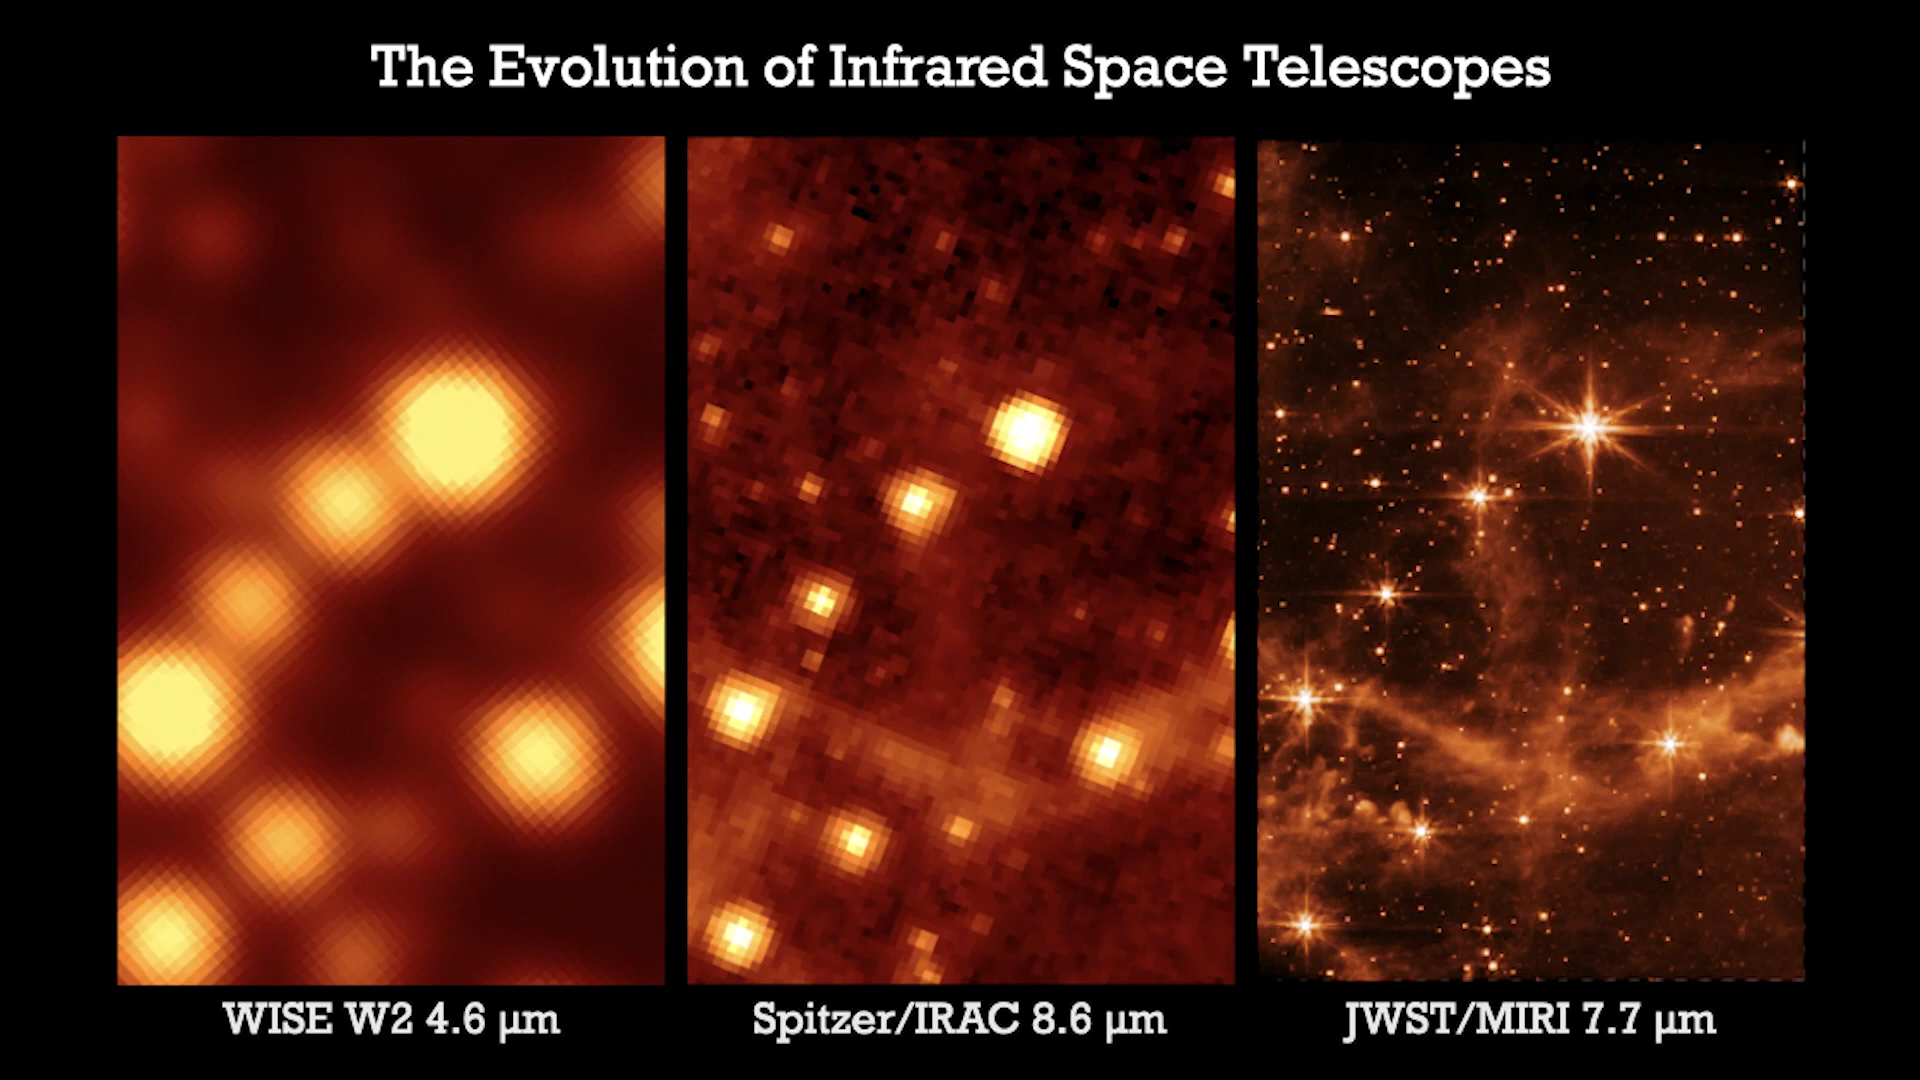 The Evolution of Infrared Space Telescopes
WISE W2 4.6 µm
Spitzer/IRAC 8.6 µm
JWST/MIRI 7.7 µm